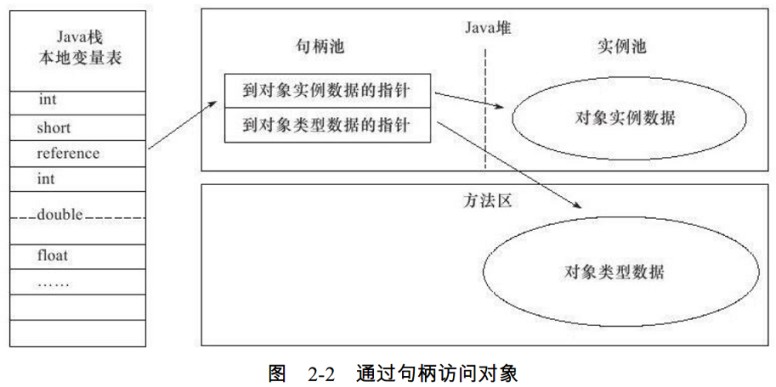 Java栈
本地变量表
int
short
reference
int
double
float
……
Java堆
句柄池
实例池
到对象实例数据的指针
到对象类型数据的指针
对象实例数据
方法区
对象类型数据
图 2-2 通过句柄访问对象